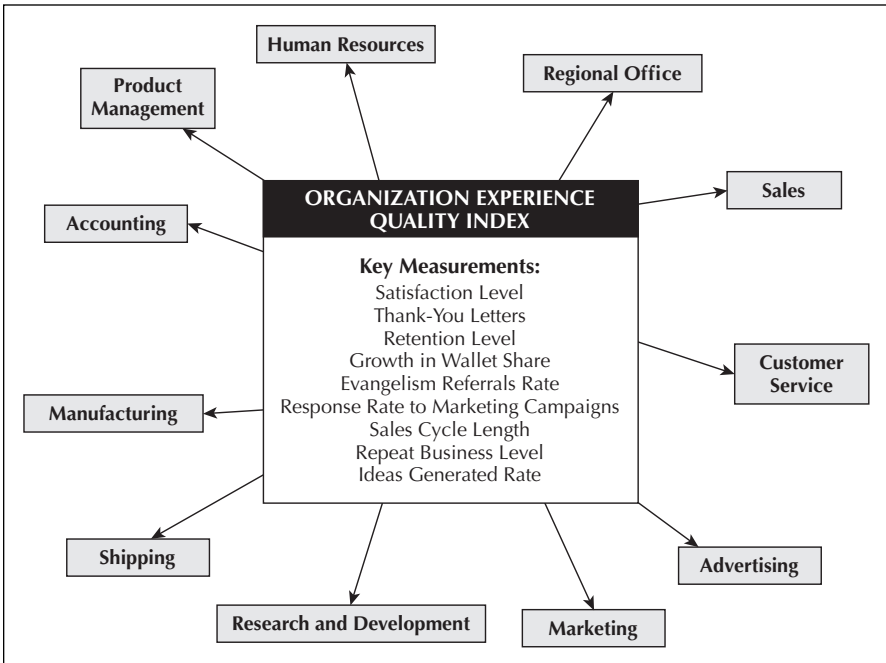 Human Resources
Regional Office
Product
Management
Sales
Accounting
ORGANIZATION EXPERIENCE
QUALITY INDEX
Key Measurements:
Satisfaction Level
Thank-You Letters
Retention Level
Growth in Wallet Share
Evangelism Referrals Rate
Response Rate to Marketing Campaigns
Sales Cycle Length
Repeat Business Level
Ideas Generated Rate
Customer
Service
Manufacturing
Shipping
Advertising
Research and Development
Marketing